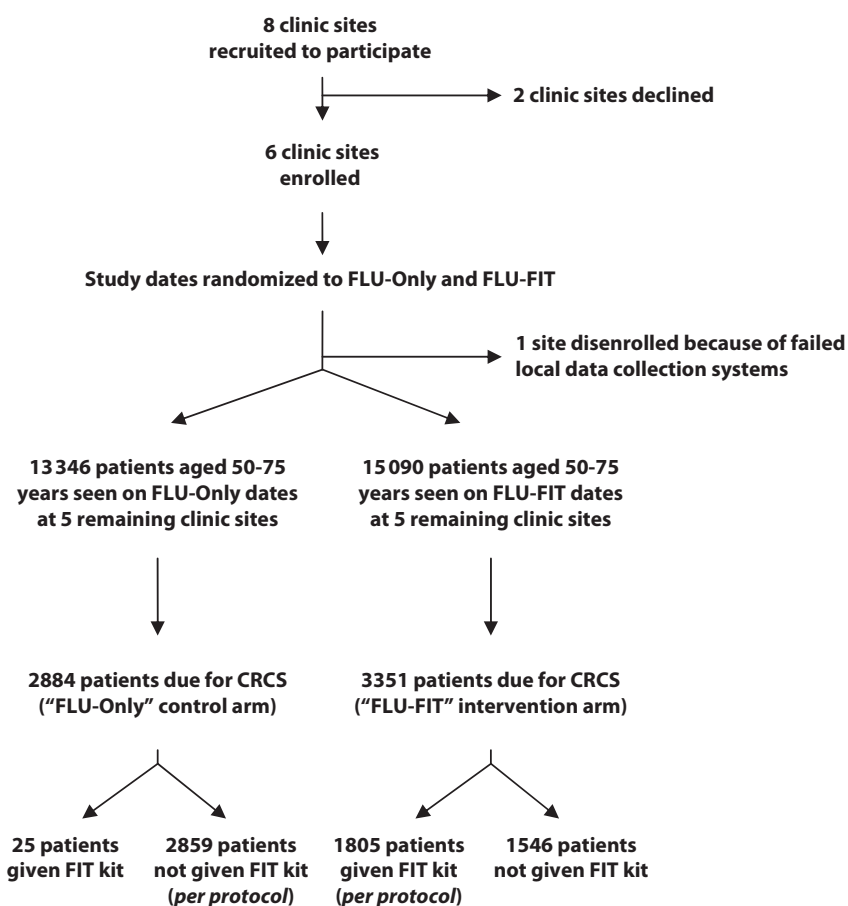 8 clinic sites
recruited to participate
2 clinic sites declined
6 clinic sites
enrolled
Study dates randomized to FLU-Only and FLU-FIT
1 site disenrolled because of failed
local data collection systems
13 346 patients aged 50-75
years seen on FLU-Only dates
at 5 remaining clinic sites
15 090 patients aged 50-75
years seen on FLU-FIT dates
at 5 remaining clinic sites
2884 patients due for CRCS
(“FLU-Only” control arm)
3351 patients due for CRCS
(“FLU-FIT” intervention arm)
25 patients
given FIT kit
2859 patients
not given FIT kit
(per protocol)
1805 patients
given FIT kit
(per protocol)
1546 patients
not given FIT kit